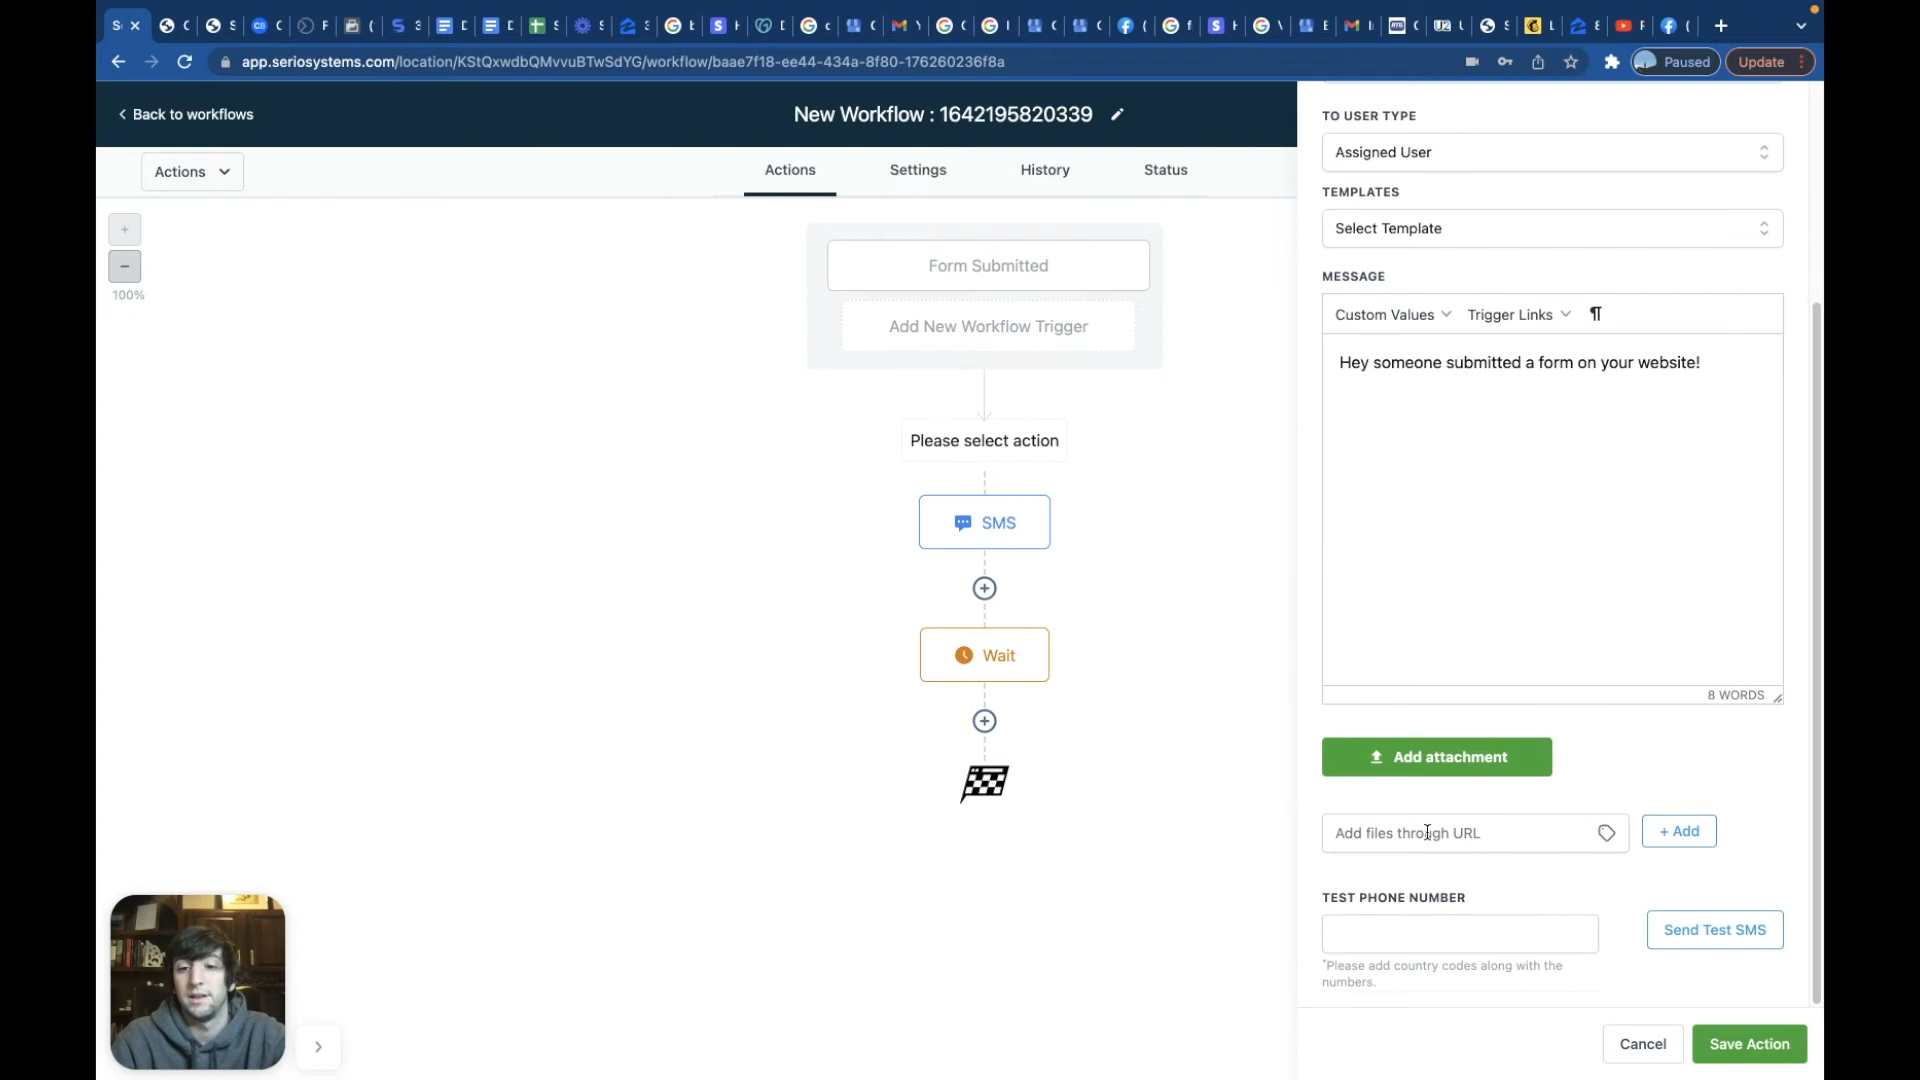 app.seriosystems.com/location/KStQxwdbQMvvuBTwSdYG/workflow/baae7f18-ee44-434a-8f80-176260236f8a
Paused
Update
Back to workflows
New Workflow : 1642195820339
Actions
Actions
Settings
History
Status
100%
Form Submitted
Add New Workflow Trigger
Please select action
SMS
Wait
TO USER TYPE
Assigned User
TEMPLATES
Select Template
MESSAGE
Custom Values
Trigger Links
¶
Hey someone submitted a form on your website!
8 WORDS
Add attachment
Add files through URL
+ Add
TEST PHONE NUMBER
Send Test SMS
*Please add country codes along with the
numbers.
Cancel
Save Action